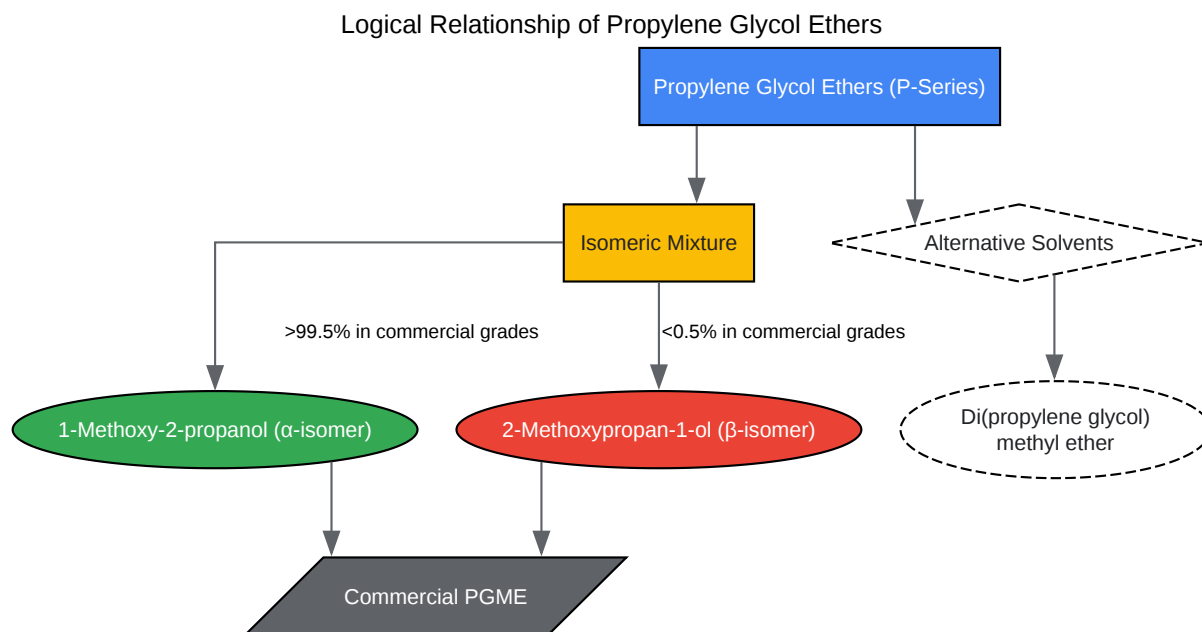 Logical Relationship of Propylene Glycol Ethers
Propylene Glycol Ethers (P-Series)
Isomeric Mixture
Alternative Solvents
>99.5% in commercial grades
<0.5% in commercial grades
1-Methoxy-2-propanol (α-isomer)
2-Methoxypropan-1-ol (β-isomer)
Di(propylene glycol)
methyl ether
Commercial PGME